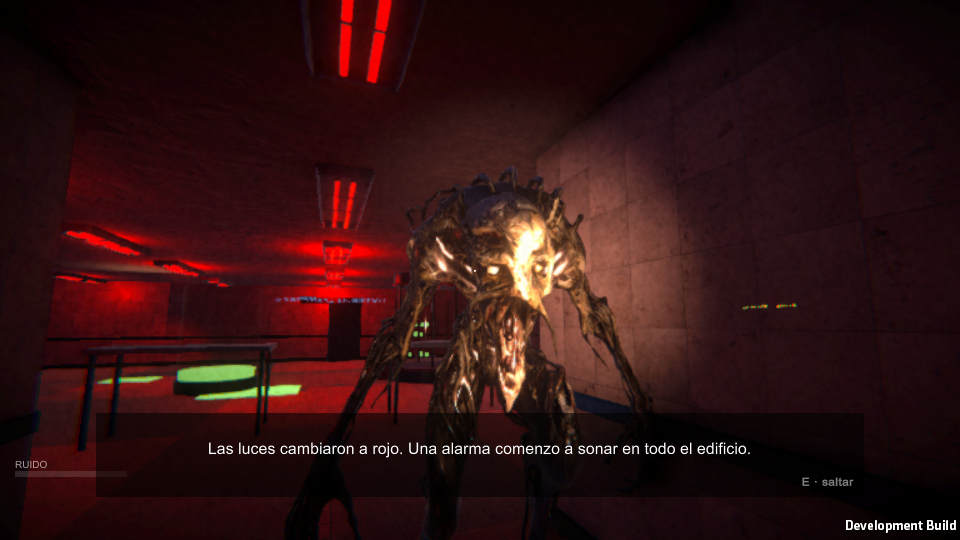 Las luces cambiaron a rojo. Una alarma comenzo a sonar en todo el edificio.
RUIDO
E · saltar
Development Build